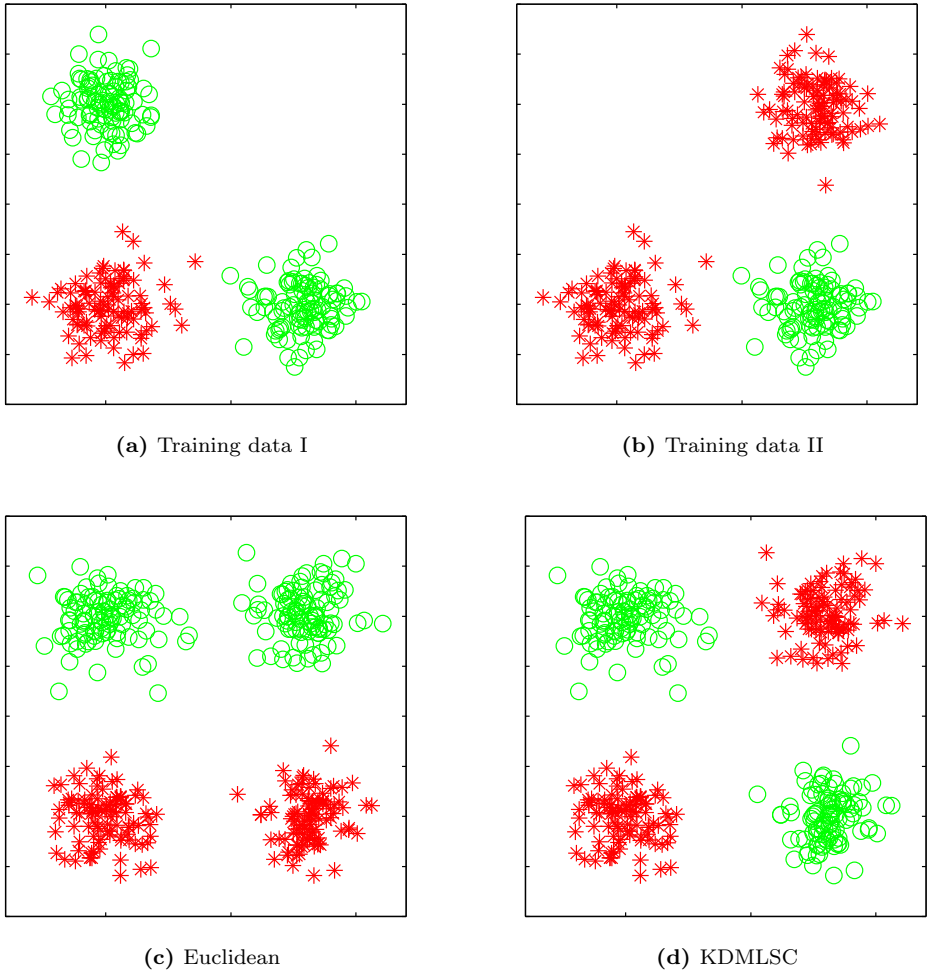 (a) Training data I
(b) Training data II
(c) Euclidean
(d) KDMLSC